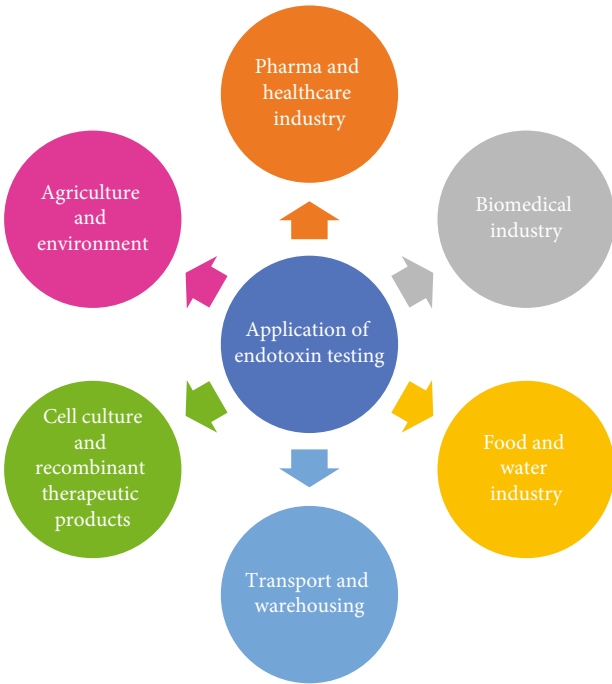 Pharma and
healthcare
industry
Agriculture
and
environment
Biomedical
industry
Application of
endotoxin testing
Cell culture
and
recombinant
therapeutic
products
Food and
water
industry
Transport and
warehousing